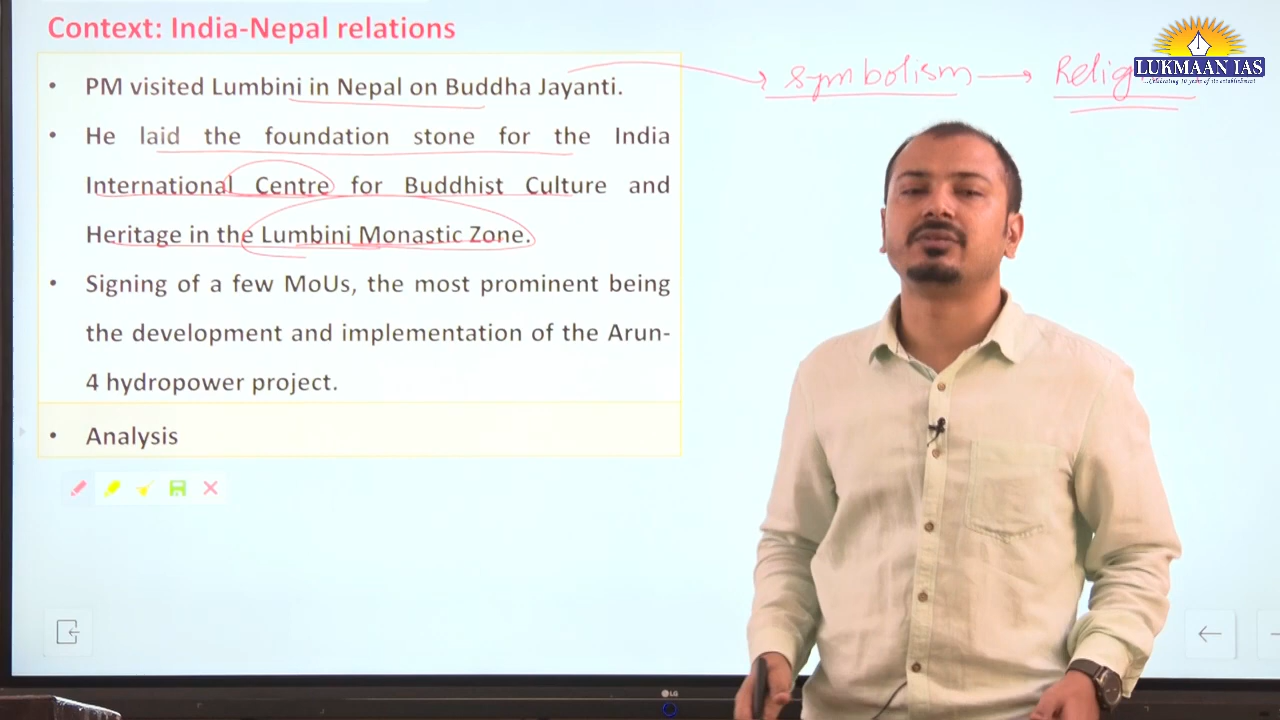 Context: India-Nepal relations
• PM visited Lumbini in Nepal on Buddha Jayanti.
• He laid the foundation stone for the India
International Centre for Buddhist Culture and
Heritage in the Lumbini Monastic Zone.
• Signing of a few MoUs, the most prominent being
the development and implementation of the Arun-
4 hydropower project.
• Analysis
symbolism → 
LUKMAAN IAS
LG